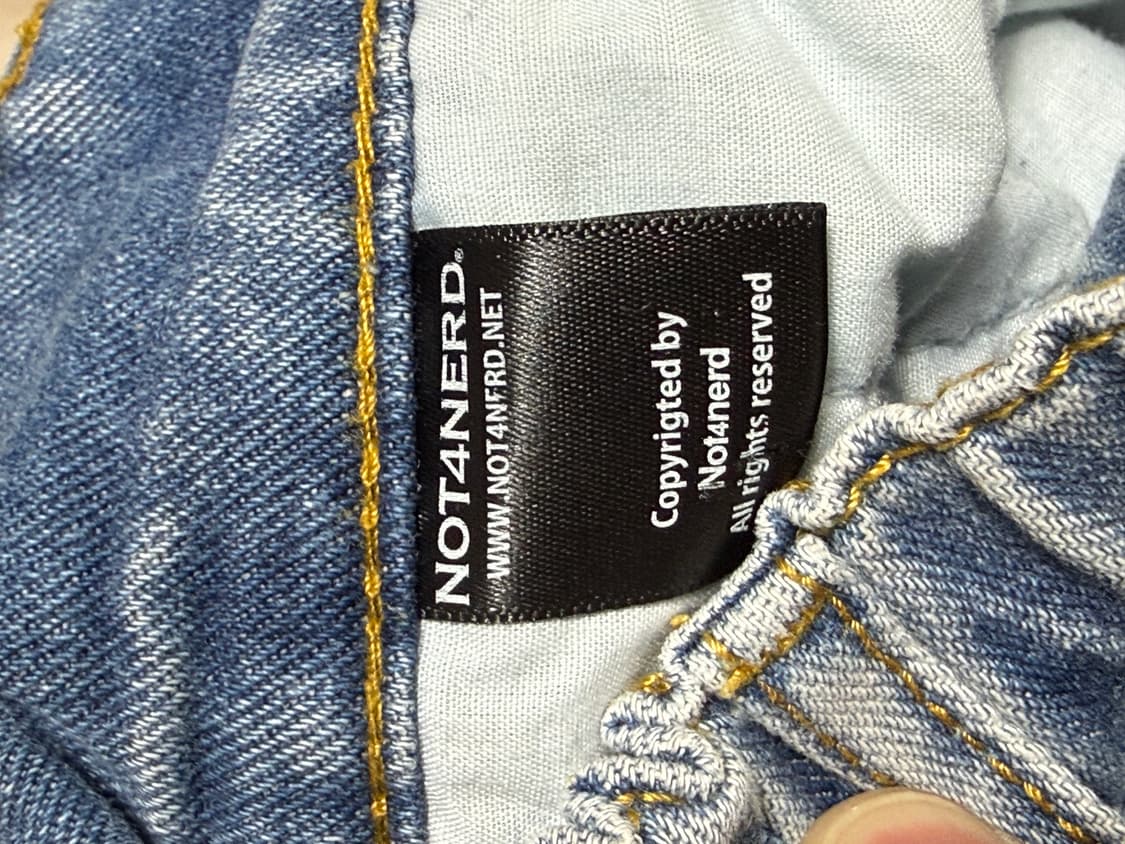 NOT4NERD®
WWW.NOT4NERD.NET
Copyrigted by
Not4nerd
All rights reserved